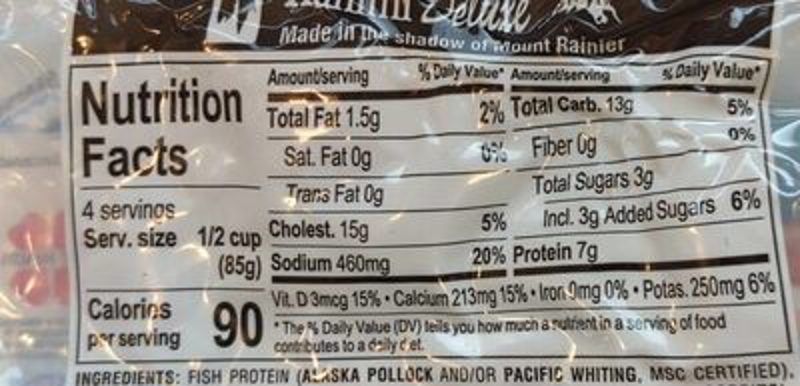 Deluxe
Made in the shadow of Mount Rainier
Nutrition
Facts
4 servings
Serv. size 1/2 cup
(85g)
Calories
per serving
90
Amount/serving % Daily Value*
Total Fat 1.5g 2%
Sat. Fat 0g 0%
Trans Fat 0g
Cholest. 15g 5%
Sodium 460mg 20%
Amount/serving % Daily Value*
Total Carb. 13g 5%
Fiber 0g 0%
Total Sugars 3g
Incl. 3g Added Sugars 6%
Protein 7g
Vit. D 3mcg 15% • Calcium 213mg 15% • Iron 0mg 0% • Potas. 250mg 6%
* The % Daily Value (DV) tells you how much a nutrient in a serving of food
contributes to a daily diet.
INGREDIENTS: FISH PROTEIN (ALASKA POLLOCK AND/OR PACIFIC WHITING, MSC CERTIFIED),